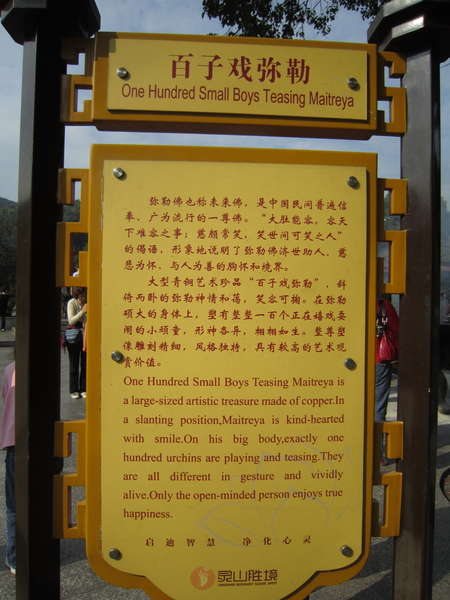 百子戏弥勒
One Hundred Small Boys Teasing Maitreya
弥勒佛也称未来佛，是中国民间普遍信
奉、广为流行的一尊佛。“大肚能容，容天
下难容之事；慈颜常笑，笑世间可笑之人”
的偈语，形象地说明了弥勒佛济世助人、慈
悲为怀、与人为善的胸怀和境界。
大型青铜艺术珍品“百子戏弥勒”，斜
倚而卧的弥勒神情和蔼，笑容可掬。在弥勒
硕大的身体上，塑有整整一百个正在嬉戏耍
闹的小顽童，形神各异，栩栩如生。整尊塑
像雕刻精细，风格独特，具有较高的艺术观
赏价值。
One Hundred Small Boys Teasing Maitreya is
a large-sized artistic treasure made of copper.In
a slanting position,Maitreya is kind-hearted
with smile.On his big body,exactly one
hundred urchins are playing and teasing.They
are all different in gesture and vividly
alive.Only the open-minded person enjoys true
happiness.
启迪智慧 净化心灵
灵山胜境